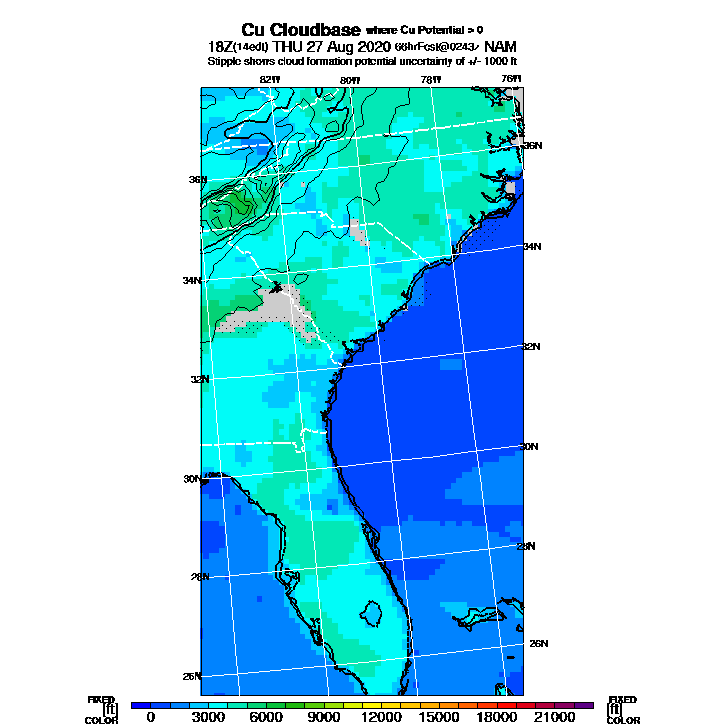 Cu Cloudbase where Cu Potential > 0
18Z(14edt) THU 27 Aug 2020 66hrFcst@0243z NAM
Stipple shows cloud formation potential uncertainty of +/- 1000 ft
82W 80W 78W 76W
36N
36N
34N
34N
32N
32N
30N
30N
28N
28N
26N
26N
FIXED FIXED
[ft] [ft]
COLOR COLOR
0 3000 6000 9000 12000 15000 18000 21000